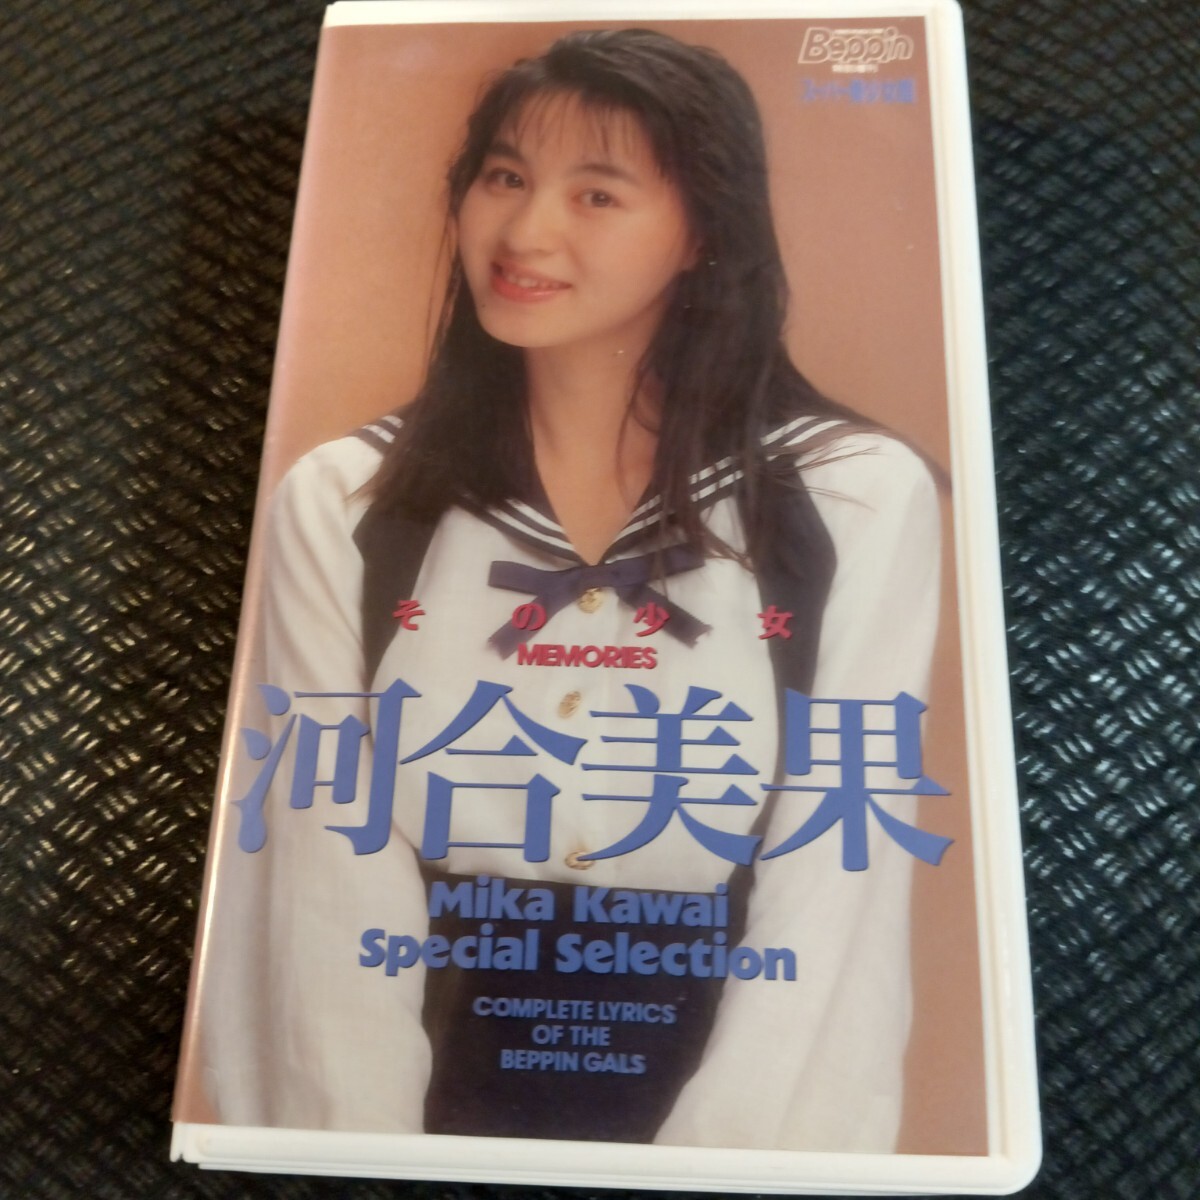 Beppin
その少女
MEMORIES
河合美果
Mika Kawai
Special Selection
COMPLETE LYRICS
OF THE
BEPPIN GALS